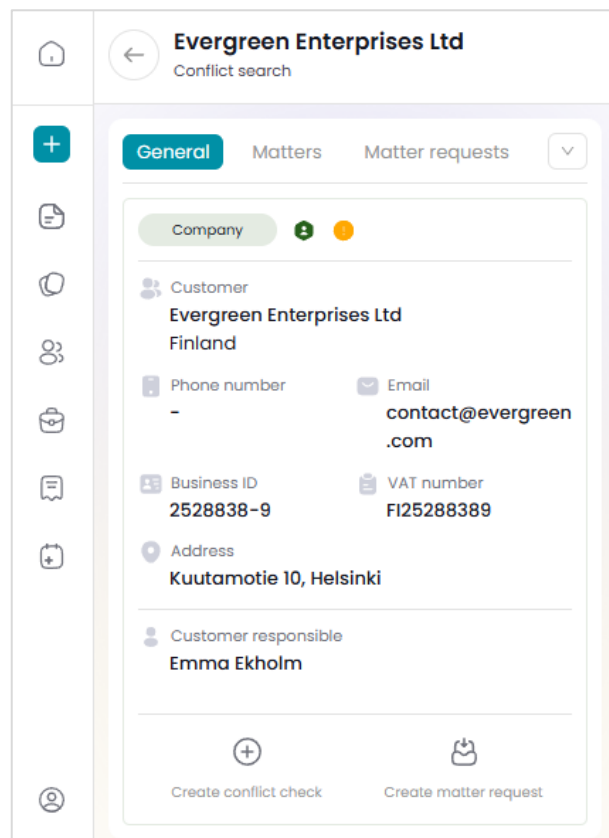 Evergreen Enterprises Ltd
Conflict search
General Matters Matter requests
Company
Customer
Evergreen Enterprises Ltd
Finland
Phone number Email
- contact@evergreen
.com
Business ID VAT number
2528838-9 FI25288389
Address
Kuutamotie 10, Helsinki
Customer responsible
Emma Ekholm
Create conflict check Create matter request